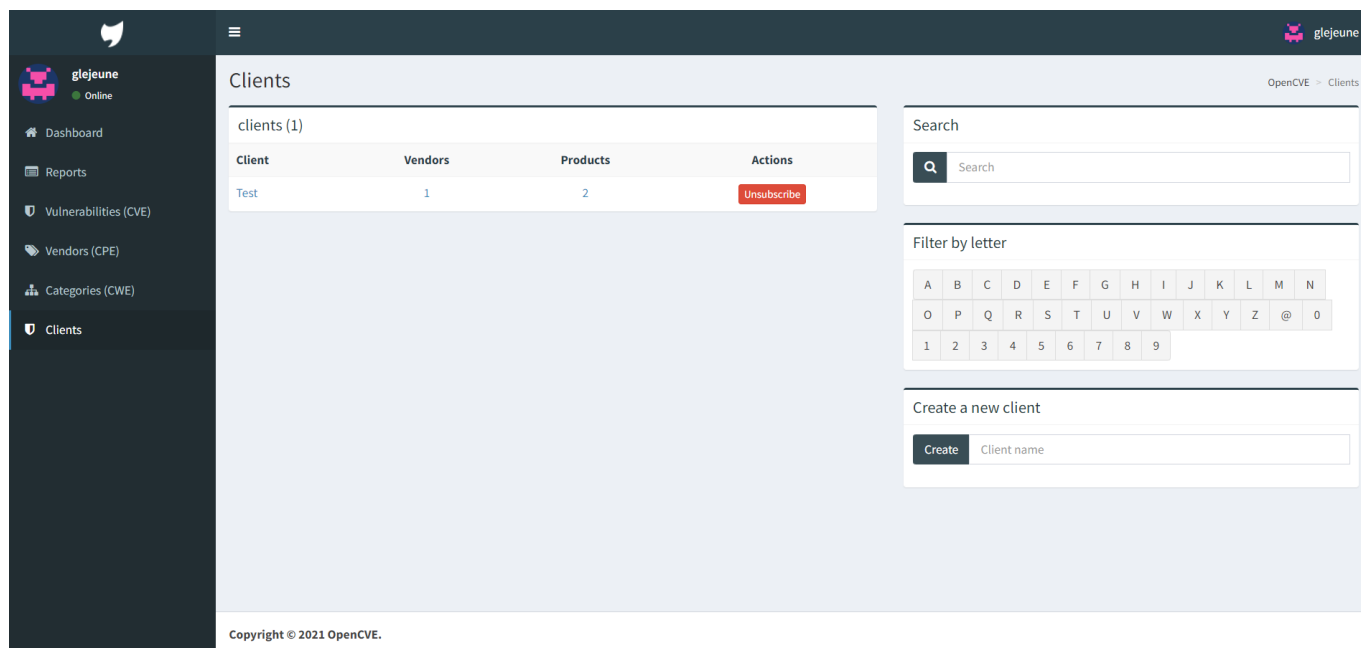 glejeune
glejeune
Online
Dashboard
Reports
Vulnerabilities (CVE)
Vendors (CPE)
Categories (CWE)
Clients
Clients
OpenCVE > Clients
clients (1)
Client Vendors Products Actions
Test 1 2 Unsubscribe
Search
Search
Filter by letter
A B C D E F G H I J K L M N
O P Q R S T U V W X Y Z @ 0
1 2 3 4 5 6 7 8 9
Create a new client
Create Client name
Copyright © 2021 OpenCVE.